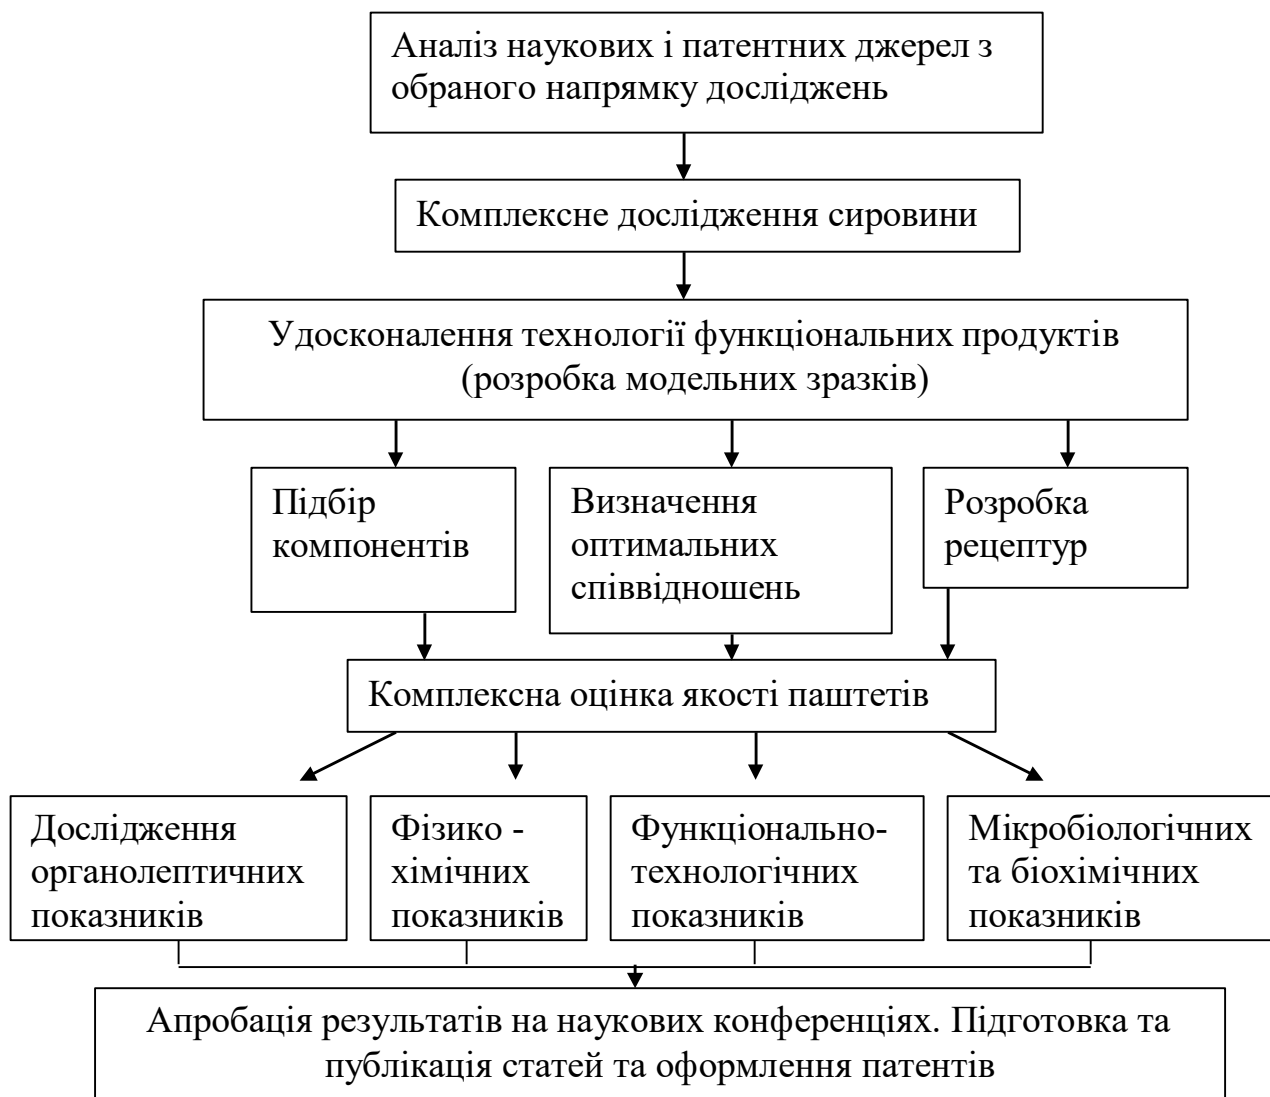 Аналіз наукових і патентних джерел з
обраного напрямку досліджень
Комплексне дослідження сировини
Удосконалення технології функціональних продуктів
(розробка модельних зразків)
Підбір
компонентів
Визначення
оптимальних
співвідношень
Розробка
рецептур
Комплексна оцінка якості паштетів
Дослідження
органолептичних
показників
Фізико -
хімічних
показників
Функціонально-
технологічних
показників
Мікробіологічних
та біохімічних
показників
Апробація результатів на наукових конференціях. Підготовка та
публікація статей та оформлення патентів